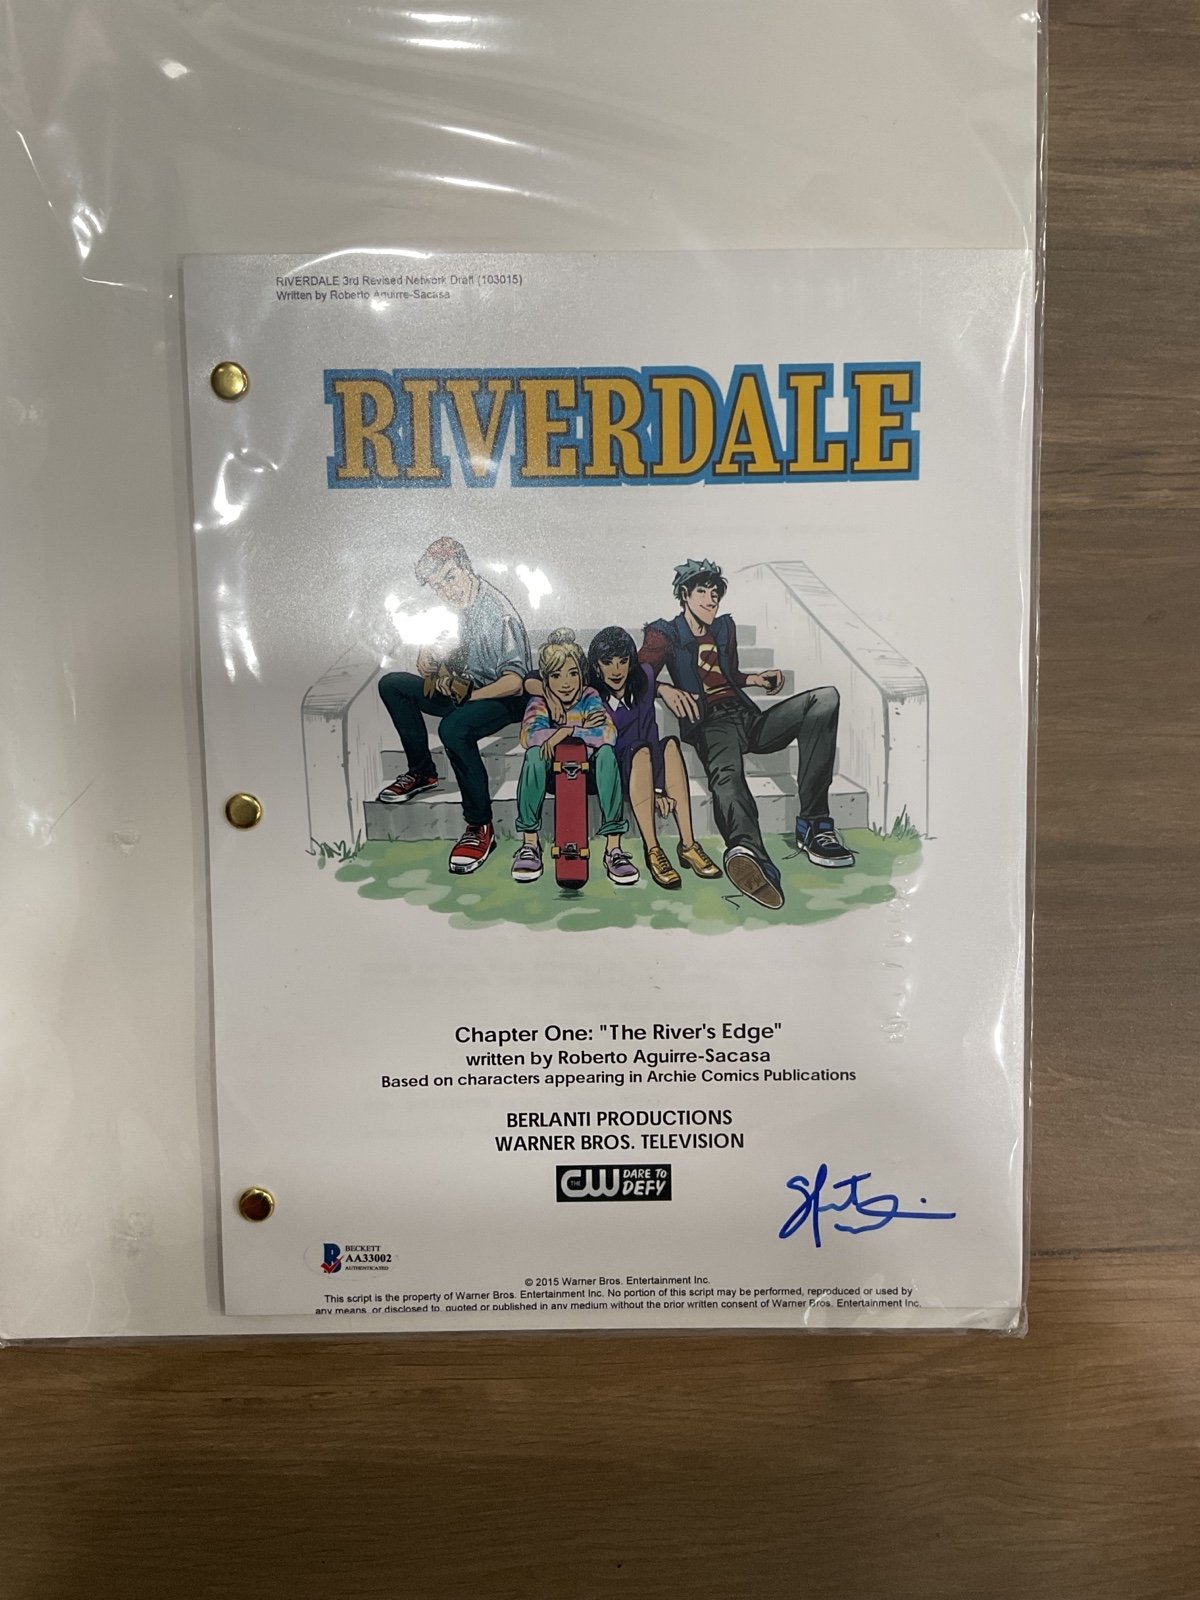 RIVERDALE 3rd Revised Network Draft (103015)
Written by Roberto Aguirre-Sacasa
RIVERDALE
S
Chapter One: "The River's Edge"
written by Roberto Aguirre-Sacasa
Based on characters appearing in Archie Comics Publications
BERLANTI PRODUCTIONS
WARNER BROS. TELEVISION
THE CW DARE TO DEFY
B BECKETT
AA33002
AUTHENTICATED
© 2015 Warner Bros. Entertainment Inc.
This script is the property of Warner Bros. Entertainment Inc. No portion of this script may be performed, reproduced or used by
any means, or disclosed to, quoted or published in any medium without the prior written consent of Warner Bros. Entertainment Inc.